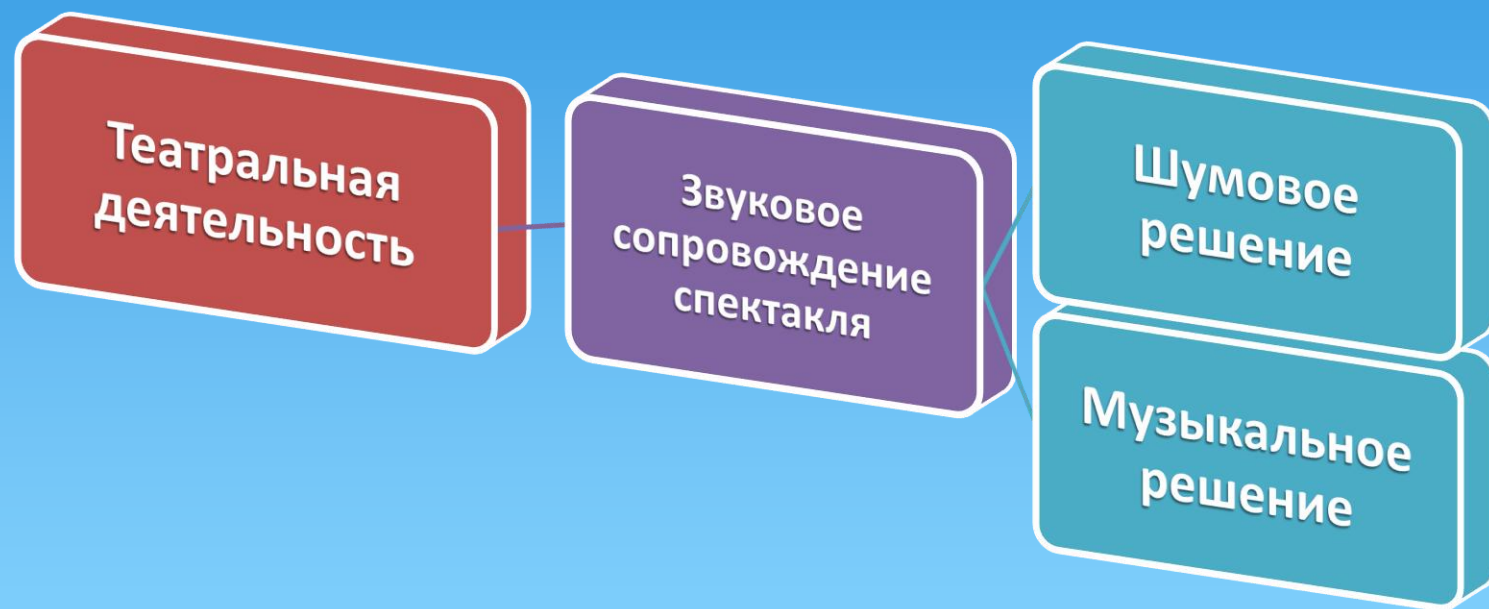 Театральная
деятельность
Звуковое
сопровождение
спектакля
Шумовое
решение
Музыкальное
решение